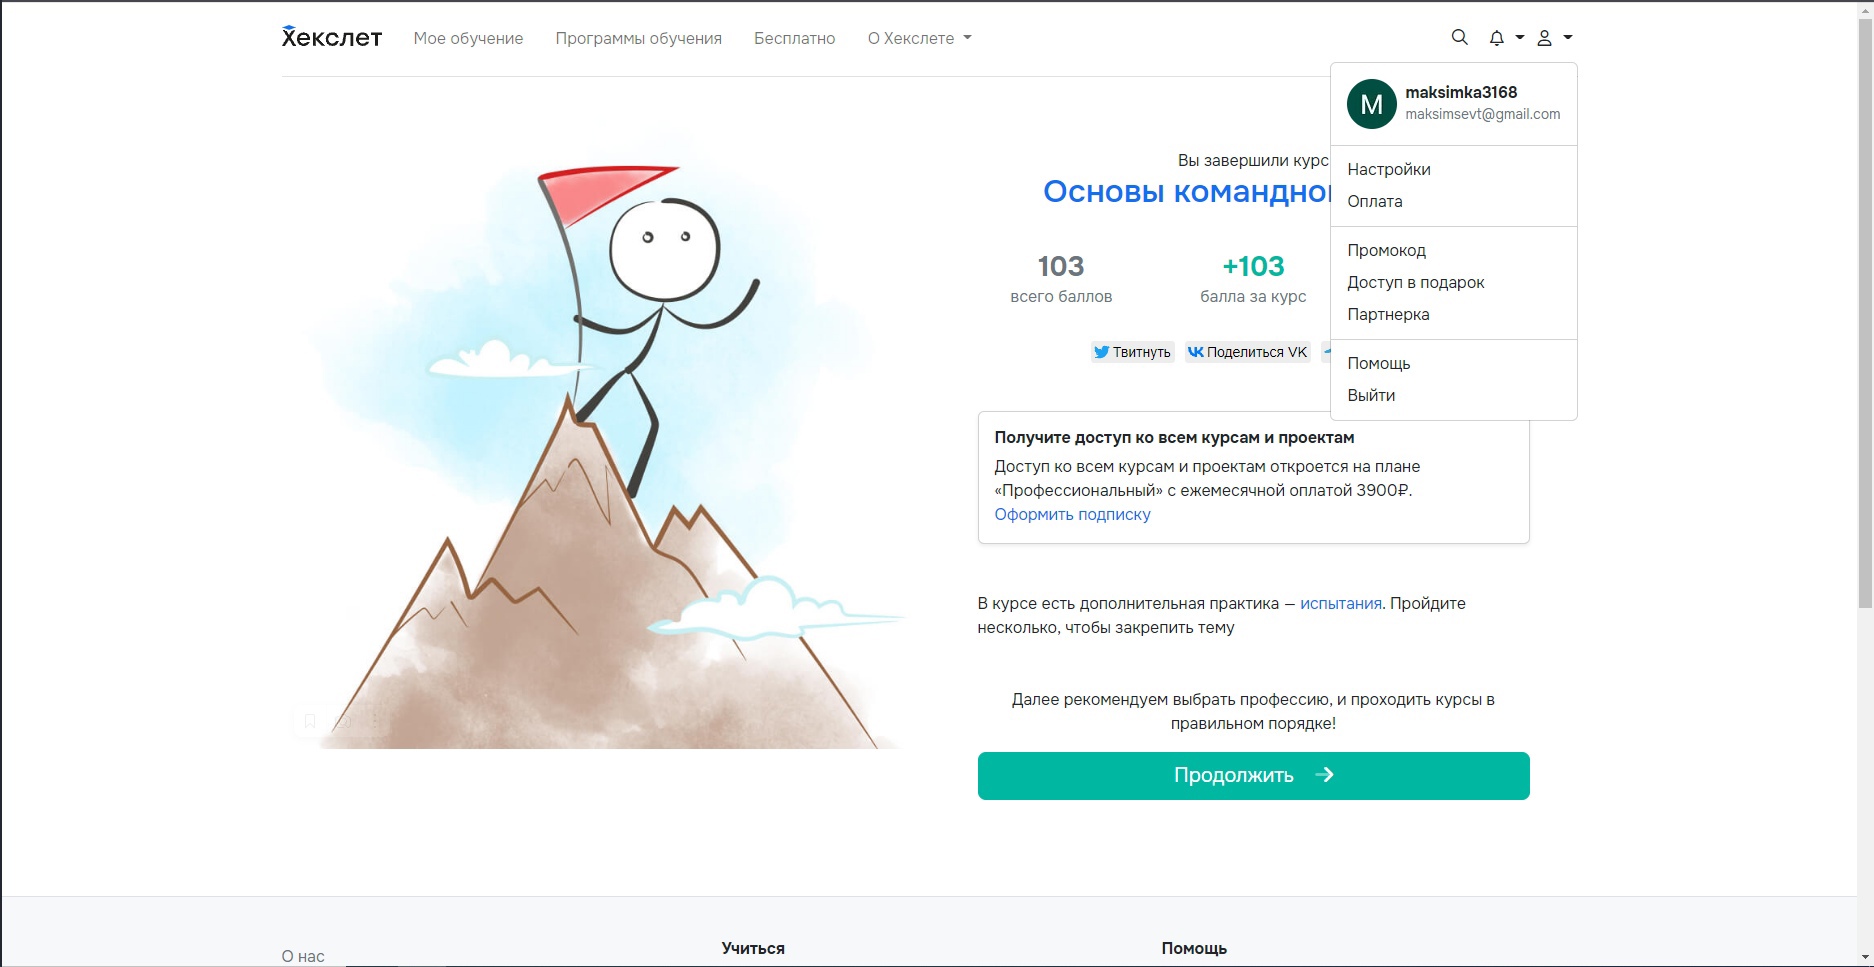 Хекслет
Мое обучение
Программы обучения
Бесплатно
О Хекслете
M
maksimka3168
maksimsevt@gmail.com
Настройки
Оплата
Промокод
Доступ в подарок
Партнерка
Помощь
Выйти
Вы завершили курс
Основы командно
103
всего баллов
+103
балла за курс
Твитнуть
Поделиться VK
Получите доступ ко всем курсам и проектам
Доступ ко всем курсам и проектам откроется на плане
«Профессиональный» с ежемесячной оплатой 3900₽.
Оформить подписку
В курсе есть дополнительная практика — испытания. Пройдите
несколько, чтобы закрепить тему
Далее рекомендуем выбрать профессию, и проходить курсы в
правильном порядке!
Продолжить
О нас
Учиться
Помощь